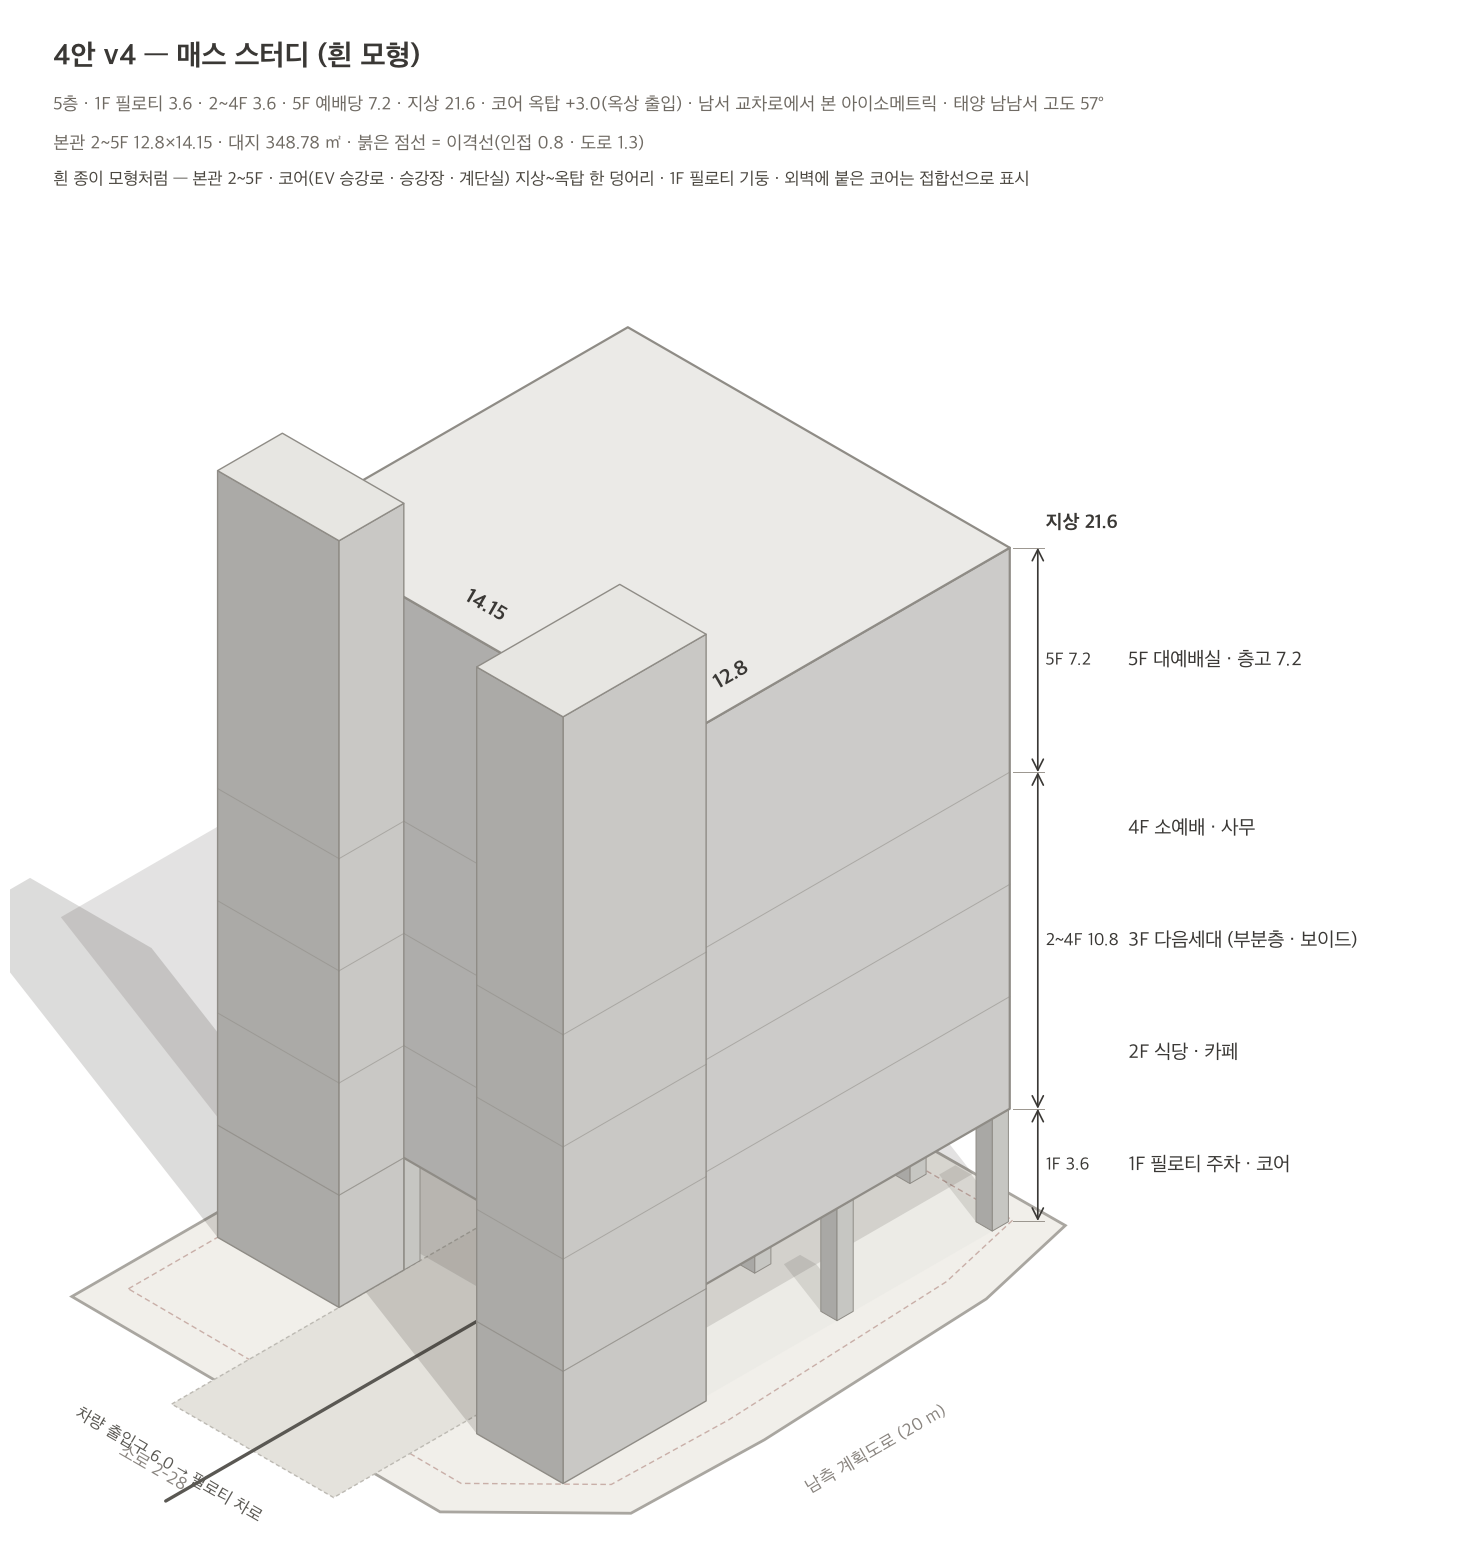 4안 v4 — 매스 스터디 (흰 모형)
5층 · 1F 필로티 3.6 · 2~4F 3.6 · 5F 예배당 7.2 · 지상 21.6 · 코어 옥탑 +3.0(옥상 출입) · 남서 교차로에서 본 아이소메트릭 · 태양 남남서 고도 57°
본관 2~5F 12.8×14.15 · 대지 348.78 ㎡ · 붉은 점선 = 이격선(인접 0.8 · 도로 1.3)
흰 종이 모형처럼 — 본관 2~5F · 코어(EV 승강로 · 승강장 · 계단실) 지상~옥탑 한 덩어리 · 1F 필로티 기둥 · 외벽에 붙은 코어는 접합선으로 표시
지상 21.6
14.15
12.8
5F 7.2
5F 대예배실 · 층고 7.2
4F 소예배 · 사무
2~4F 10.8
3F 다음세대 (부분층 · 보이드)
2F 식당 · 카페
1F 3.6
1F 필로티 주차 · 코어
차량 출입구 6.0 → 필로티 차로
소로 2-28
남측 계획도로 (20 m)